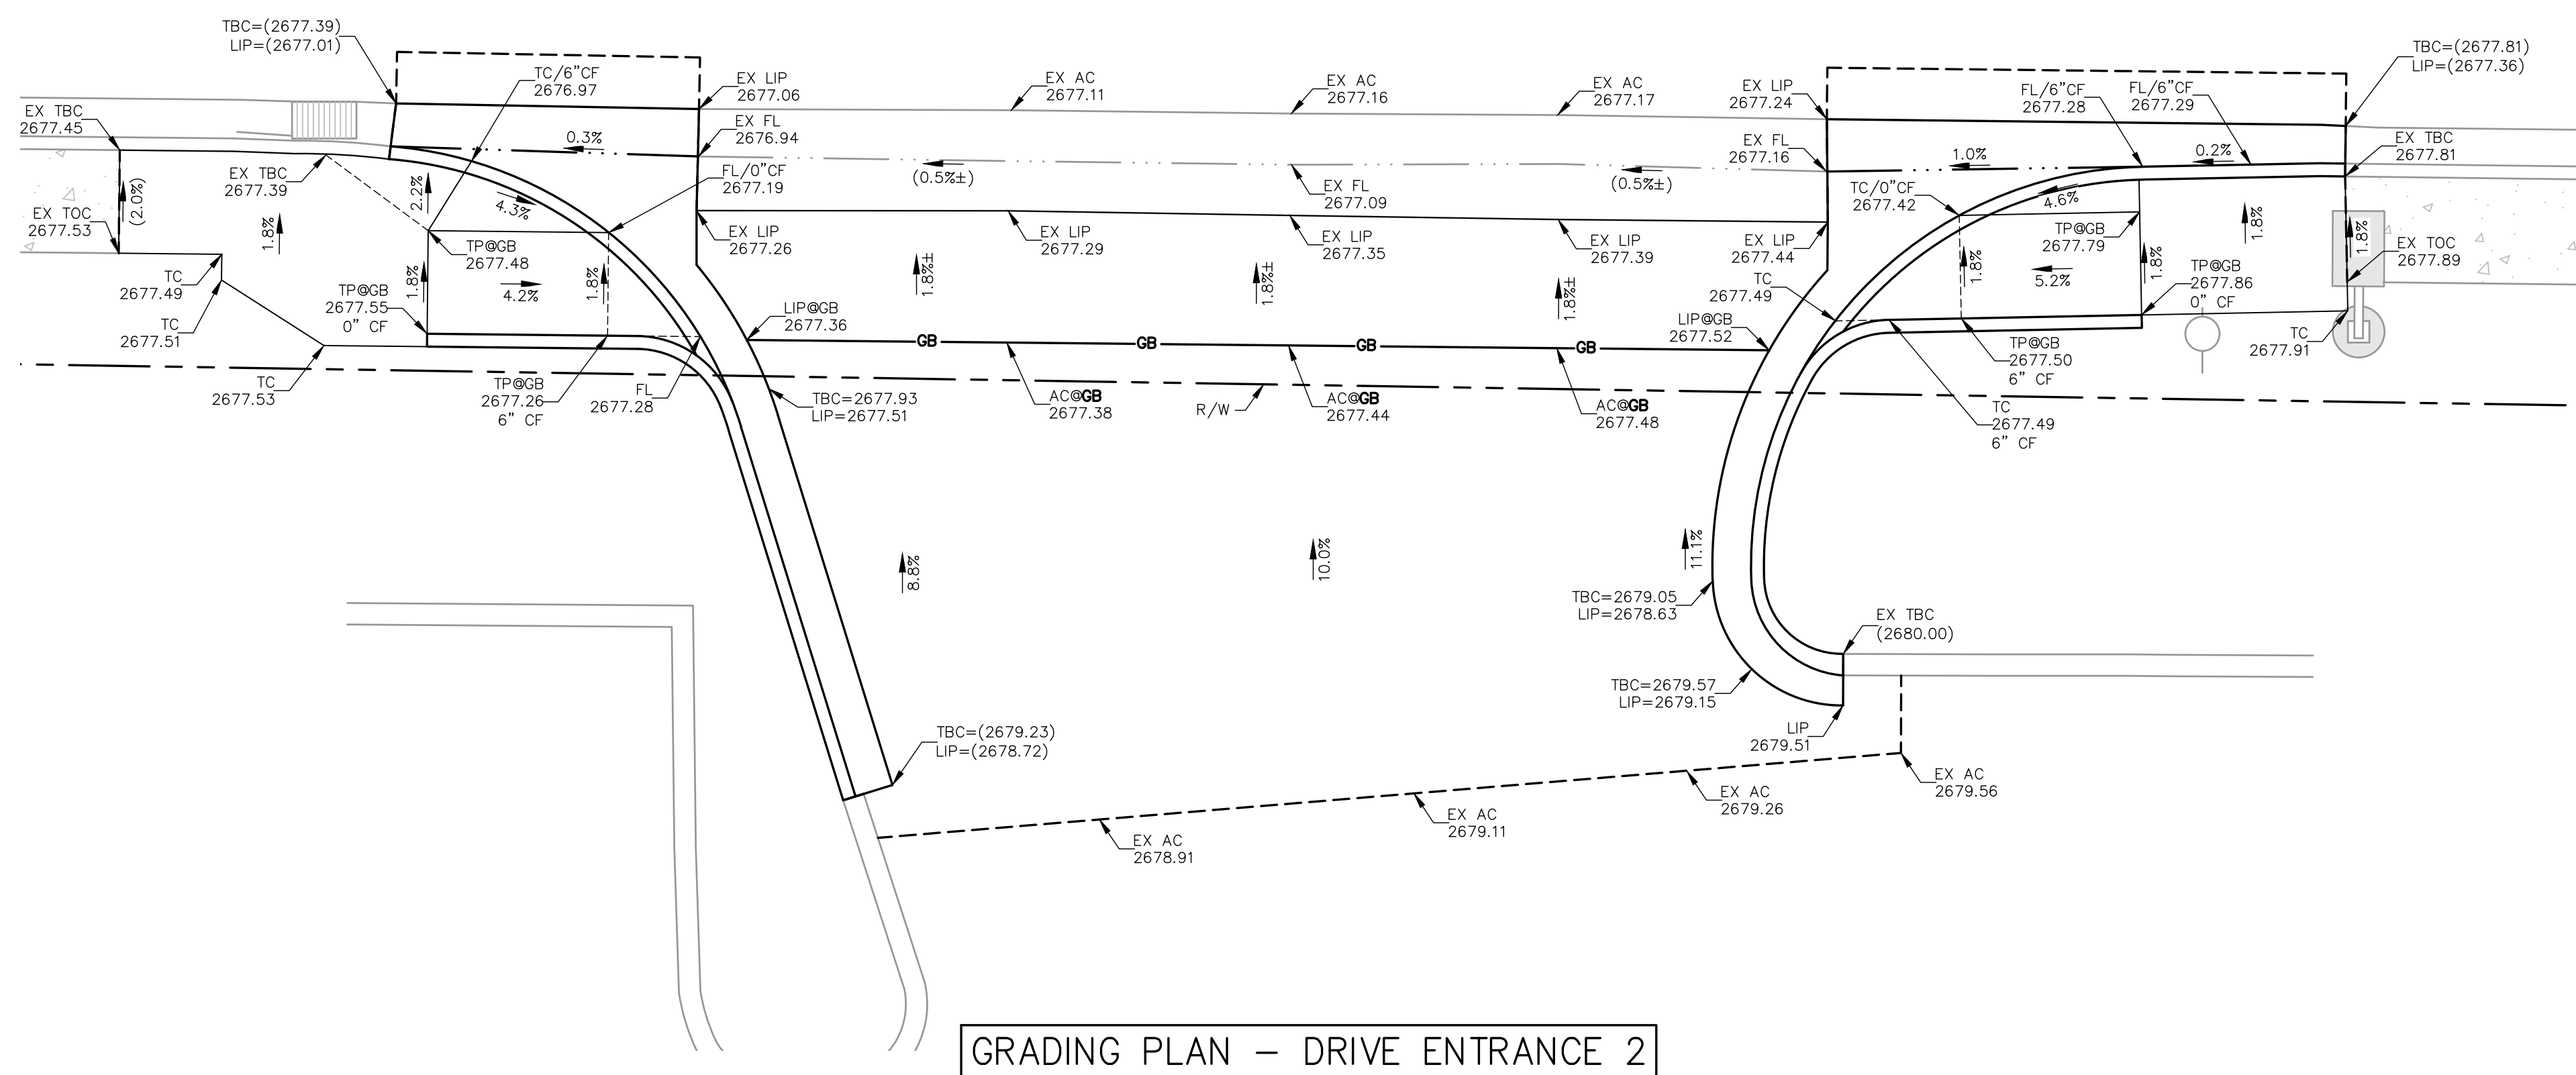 TBC=(2677.39)
LIP=(2677.01)
TC/6"CF
2676.97
EX LIP
2677.06
EX AC
2677.11
EX AC
2677.16
EX AC
2677.17
EX LIP
2677.24
FL/6"CF
2677.28
FL/6"CF
2677.29
TBC=(2677.81)
LIP=(2677.36)
EX TBC
2677.45
EX TBC
2677.39
0.3%
EX FL
2676.94
(0.5%±)
EX FL
2677.09
(0.5%±)
EX FL
2677.16
1.0%
0.2%
EX TBC
2677.81
(2.0%)
EX TOC
2677.53
1.8%
2.2%
4.3%
FL/0"CF
2677.19
TC/0"CF
2677.42
4.6%
TP@GB
2677.79
1.8%
1.8%
EX TOC
2677.89
TC
2677.49
TP@GB
2677.48
EX LIP
2677.26
EX LIP
2677.29
EX LIP
2677.35
EX LIP
2677.39
EX LIP
2677.44
TC
2677.51
TP@GB
2677.55
0" CF
1.8%
4.2%
1.8%
1.8%±
1.8%±
1.8%±
TC
2677.49
1.8%
5.2%
1.8%
TP@GB
2677.86
0" CF
TC
2677.53
TP@GB
2677.26
6" CF
FL
2677.28
LIP@GB
2677.36
GB
GB
GB
GB
LIP@GB
2677.52
TP@GB
2677.50
6" CF
TC
2677.91
TBC=2677.93
LIP=2677.51
AC@GB
2677.38
R/W
AC@GB
2677.44
AC@GB
2677.48
TC
2677.49
6" CF
8.8%
10.0%
11.1%
TBC=2679.05
LIP=2678.63
EX TBC
(2680.00)
TBC=2679.57
LIP=2679.15
LIP
2679.51
TBC=(2679.23)
LIP=(2678.72)
EX AC
2678.91
EX AC
2679.11
EX AC
2679.26
EX AC
2679.56
GRADING PLAN - DRIVE ENTRANCE 2